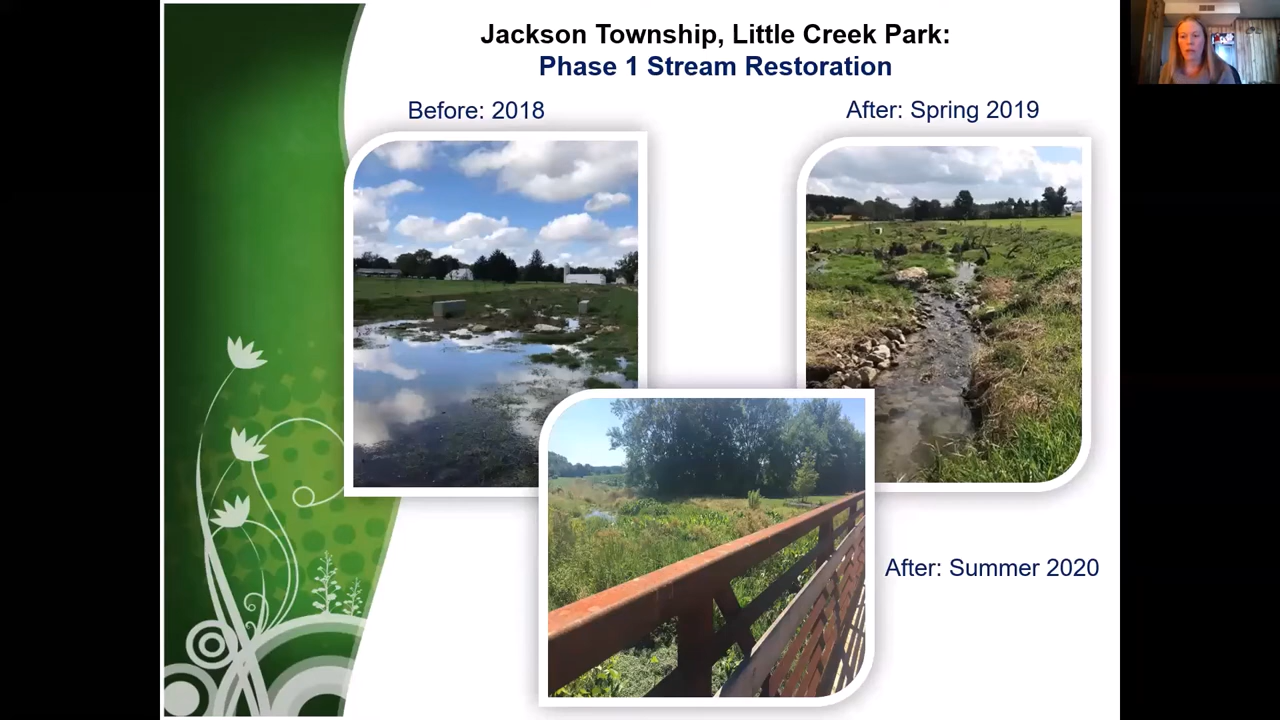 Jackson Township, Little Creek Park:
Phase 1 Stream Restoration
Before: 2018
After: Spring 2019
After: Summer 2020